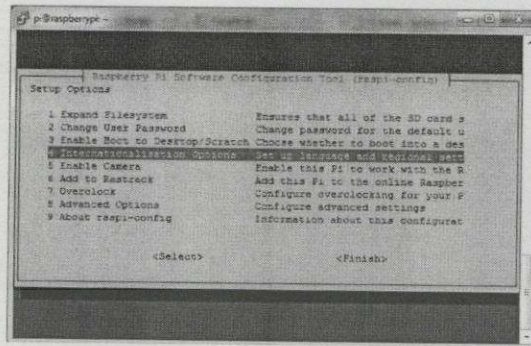 pi@raspberrypi: ~
Raspberry Pi Software Configuration Tool (raspi-config)
Setup Options
1 Expand Filesystem Ensures that all of the SD card s
2 Change User Password Change password for the default u
3 Enable Boot to Desktop/Scratch Choose whether to boot into a des
4 Internationalisation Options Set up language and regional sett
5 Enable Camera Enable this Pi to work with the R
6 Add to Rastrack Add this Pi to the online Raspber
7 Overclock Configure overclocking for your P
8 Advanced Options Configure advanced settings
9 About raspi-config Information about this configurat
<Select> <Finish>